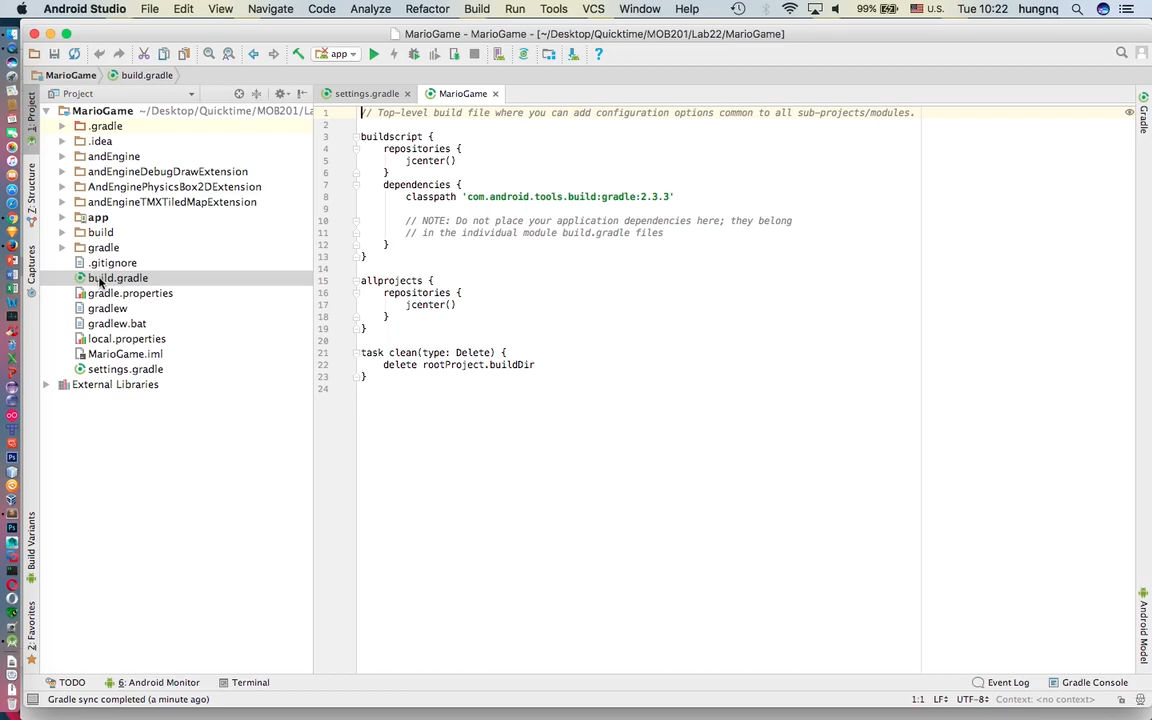 Android Studio File Edit View Navigate Code Analyze Refactor Build Run Tools VCS Window Help 99% U.S. Tue 10:22 hungnq
MarioGame - MarioGame - [~/Desktop/Quicktime/MOB201/Lab22/MarioGame]
app
MarioGame build.gradle
Project settings.gradle MarioGame
1: Project
Z: Structure
Captures
Build Variants
2: Favorites
MarioGame ~/Desktop/Quicktime/MOB201/La
.gradle
.idea
andEngine
andEngineDebugDrawExtension
AndEnginePhysicsBox2DExtension
andEngineTMXTiledMapExtension
app
build
gradle
.gitignore
build.gradle
gradle.properties
gradlew
gradlew.bat
local.properties
MarioGame.iml
settings.gradle
External Libraries
1 // Top-level build file where you can add configuration options common to all sub-projects/modules.
2
3 buildscript {
4 repositories {
5 jcenter()
6 }
7 dependencies {
8 classpath 'com.android.tools.build:gradle:2.3.3'
9
10 // NOTE: Do not place your application dependencies here; they belong
11 // in the individual module build.gradle files
12 }
13 }
14
15 allprojects {
16 repositories {
17 jcenter()
18 }
19 }
20
21 task clean(type: Delete) {
22 delete rootProject.buildDir
23 }
24
Gradle
Android Model
TODO 6: Android Monitor Terminal Event Log Gradle Console
Gradle sync completed (a minute ago) 1:1 LF UTF-8 Context: <no context>